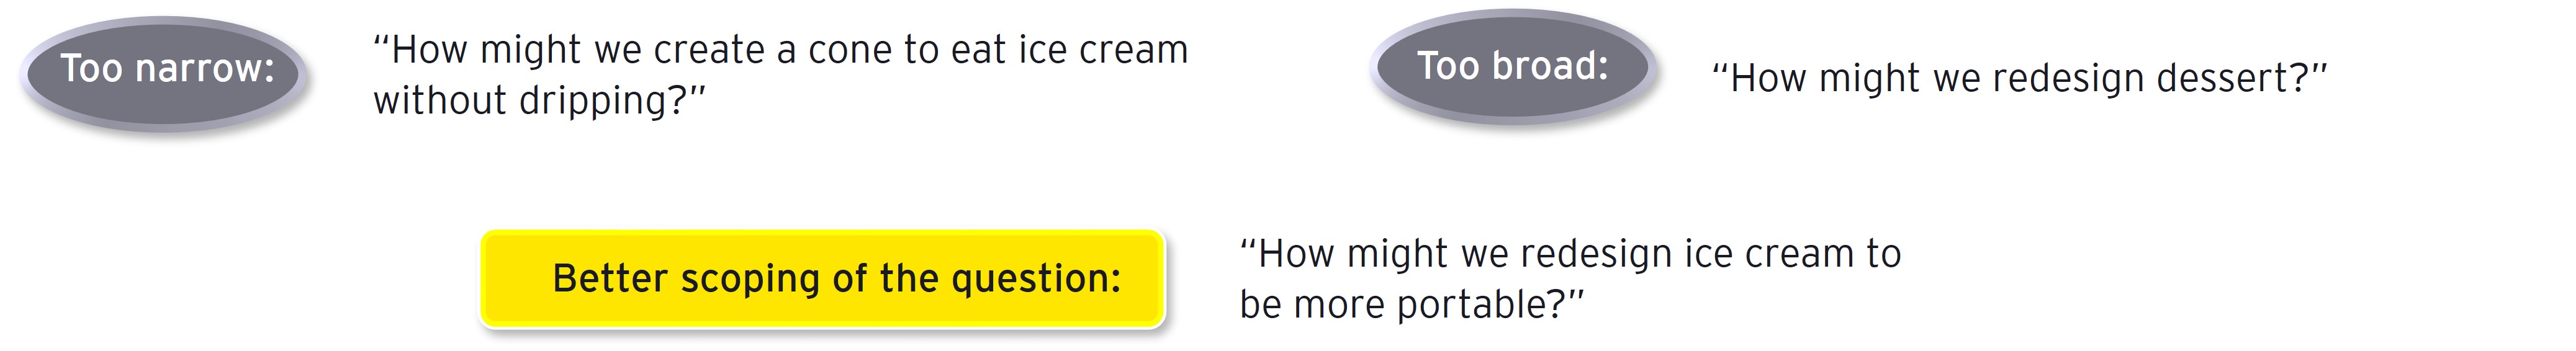 Too narrow:
“How might we create a cone to eat ice cream
without dripping?”
Too broad:
“How might we redesign dessert?”
Better scoping of the question:
“How might we redesign ice cream to
be more portable?”